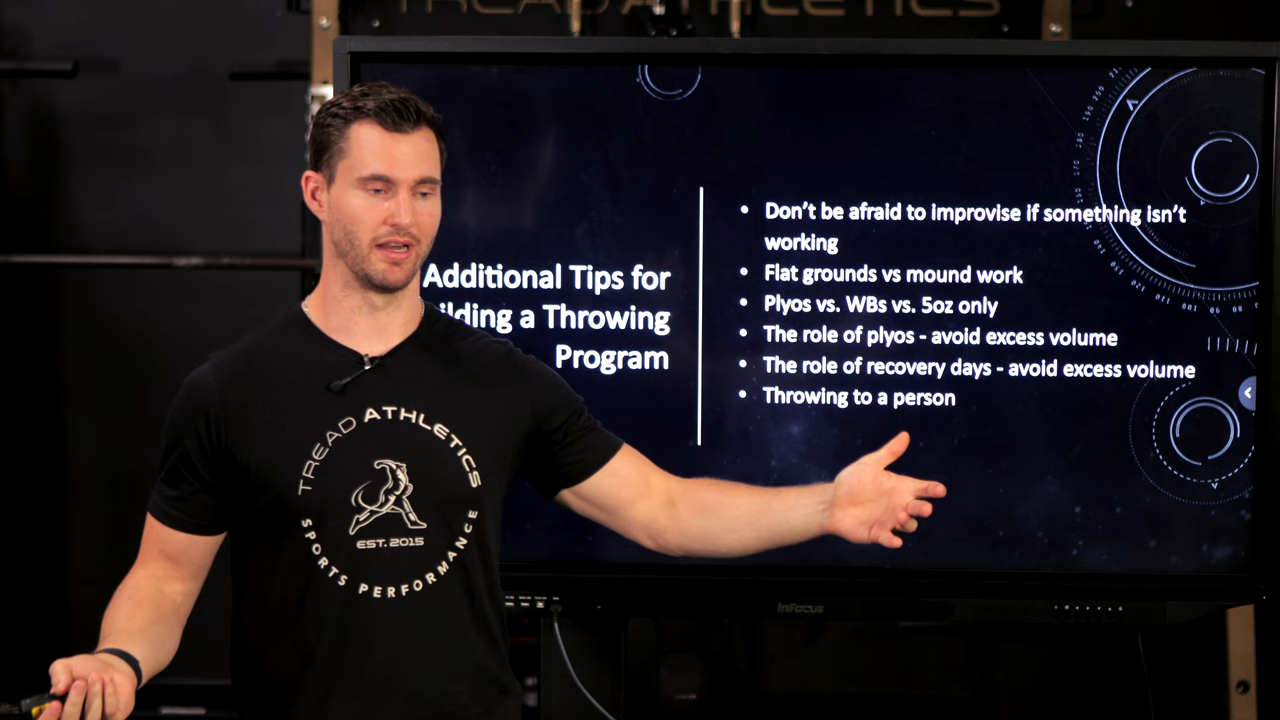 TREAD ATHLETICS
Additional Tips for
ilding a Throwing
Program
• Don’t be afraid to improvise if something isn’t
working
• Flat grounds vs mound work
• Plyos vs. WBs vs. 5oz only
• The role of plyos - avoid excess volume
• The role of recovery days - avoid excess volume
• Throwing to a person
TREAD ATHLETICS
EST. 2015
SPORTS PERFORMANCE
InFocus